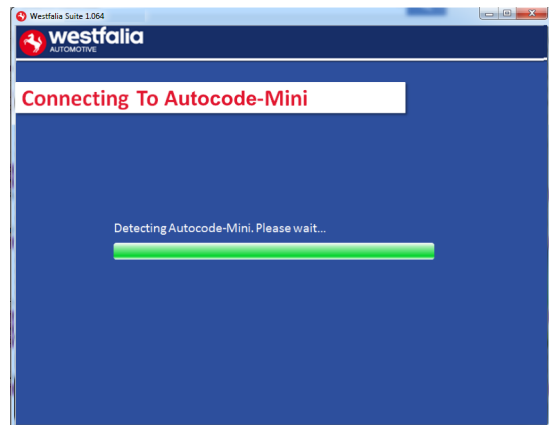 Westfalia Suite 1.064
westfalia
AUTOMOTIVE
Connecting To Autocode-Mini
Detecting Autocode-Mini. Please wait...